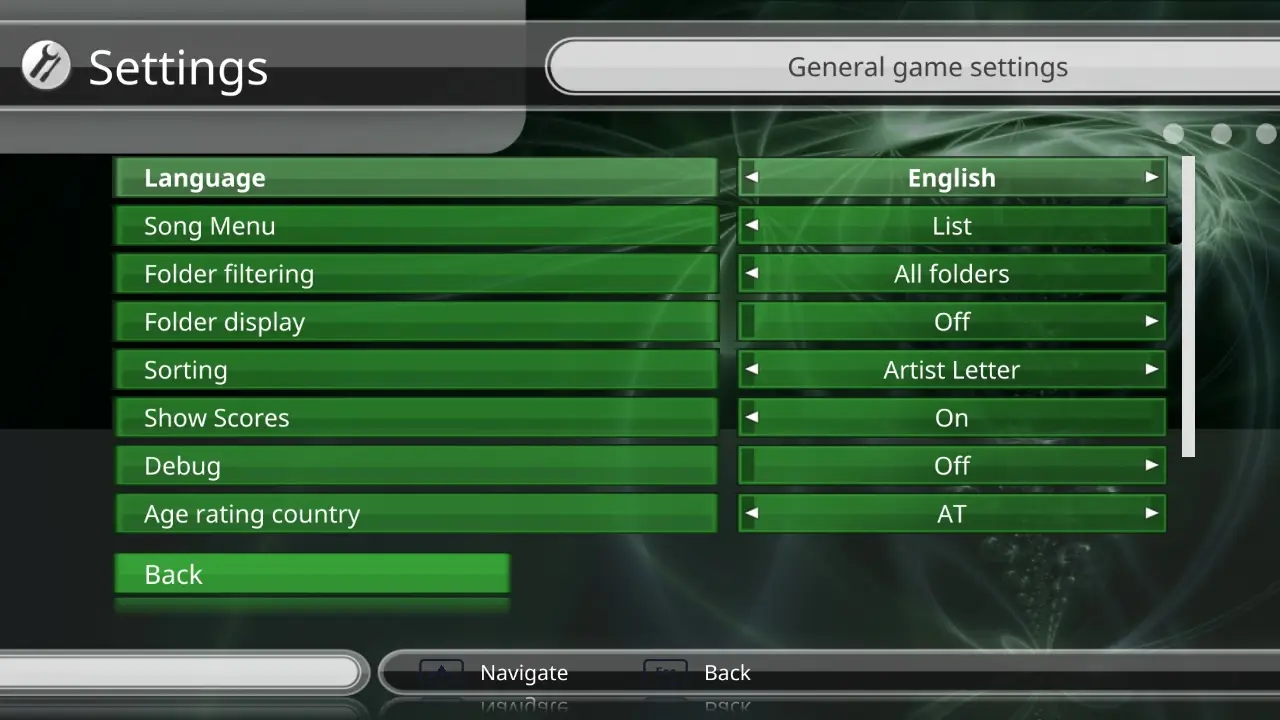 Settings
General game settings
Language
English
Song Menu
List
Folder filtering
All folders
Folder display
Off
Sorting
Artist Letter
Show Scores
On
Debug
Off
Age rating country
AT
Back
Navigate
Esc
Back